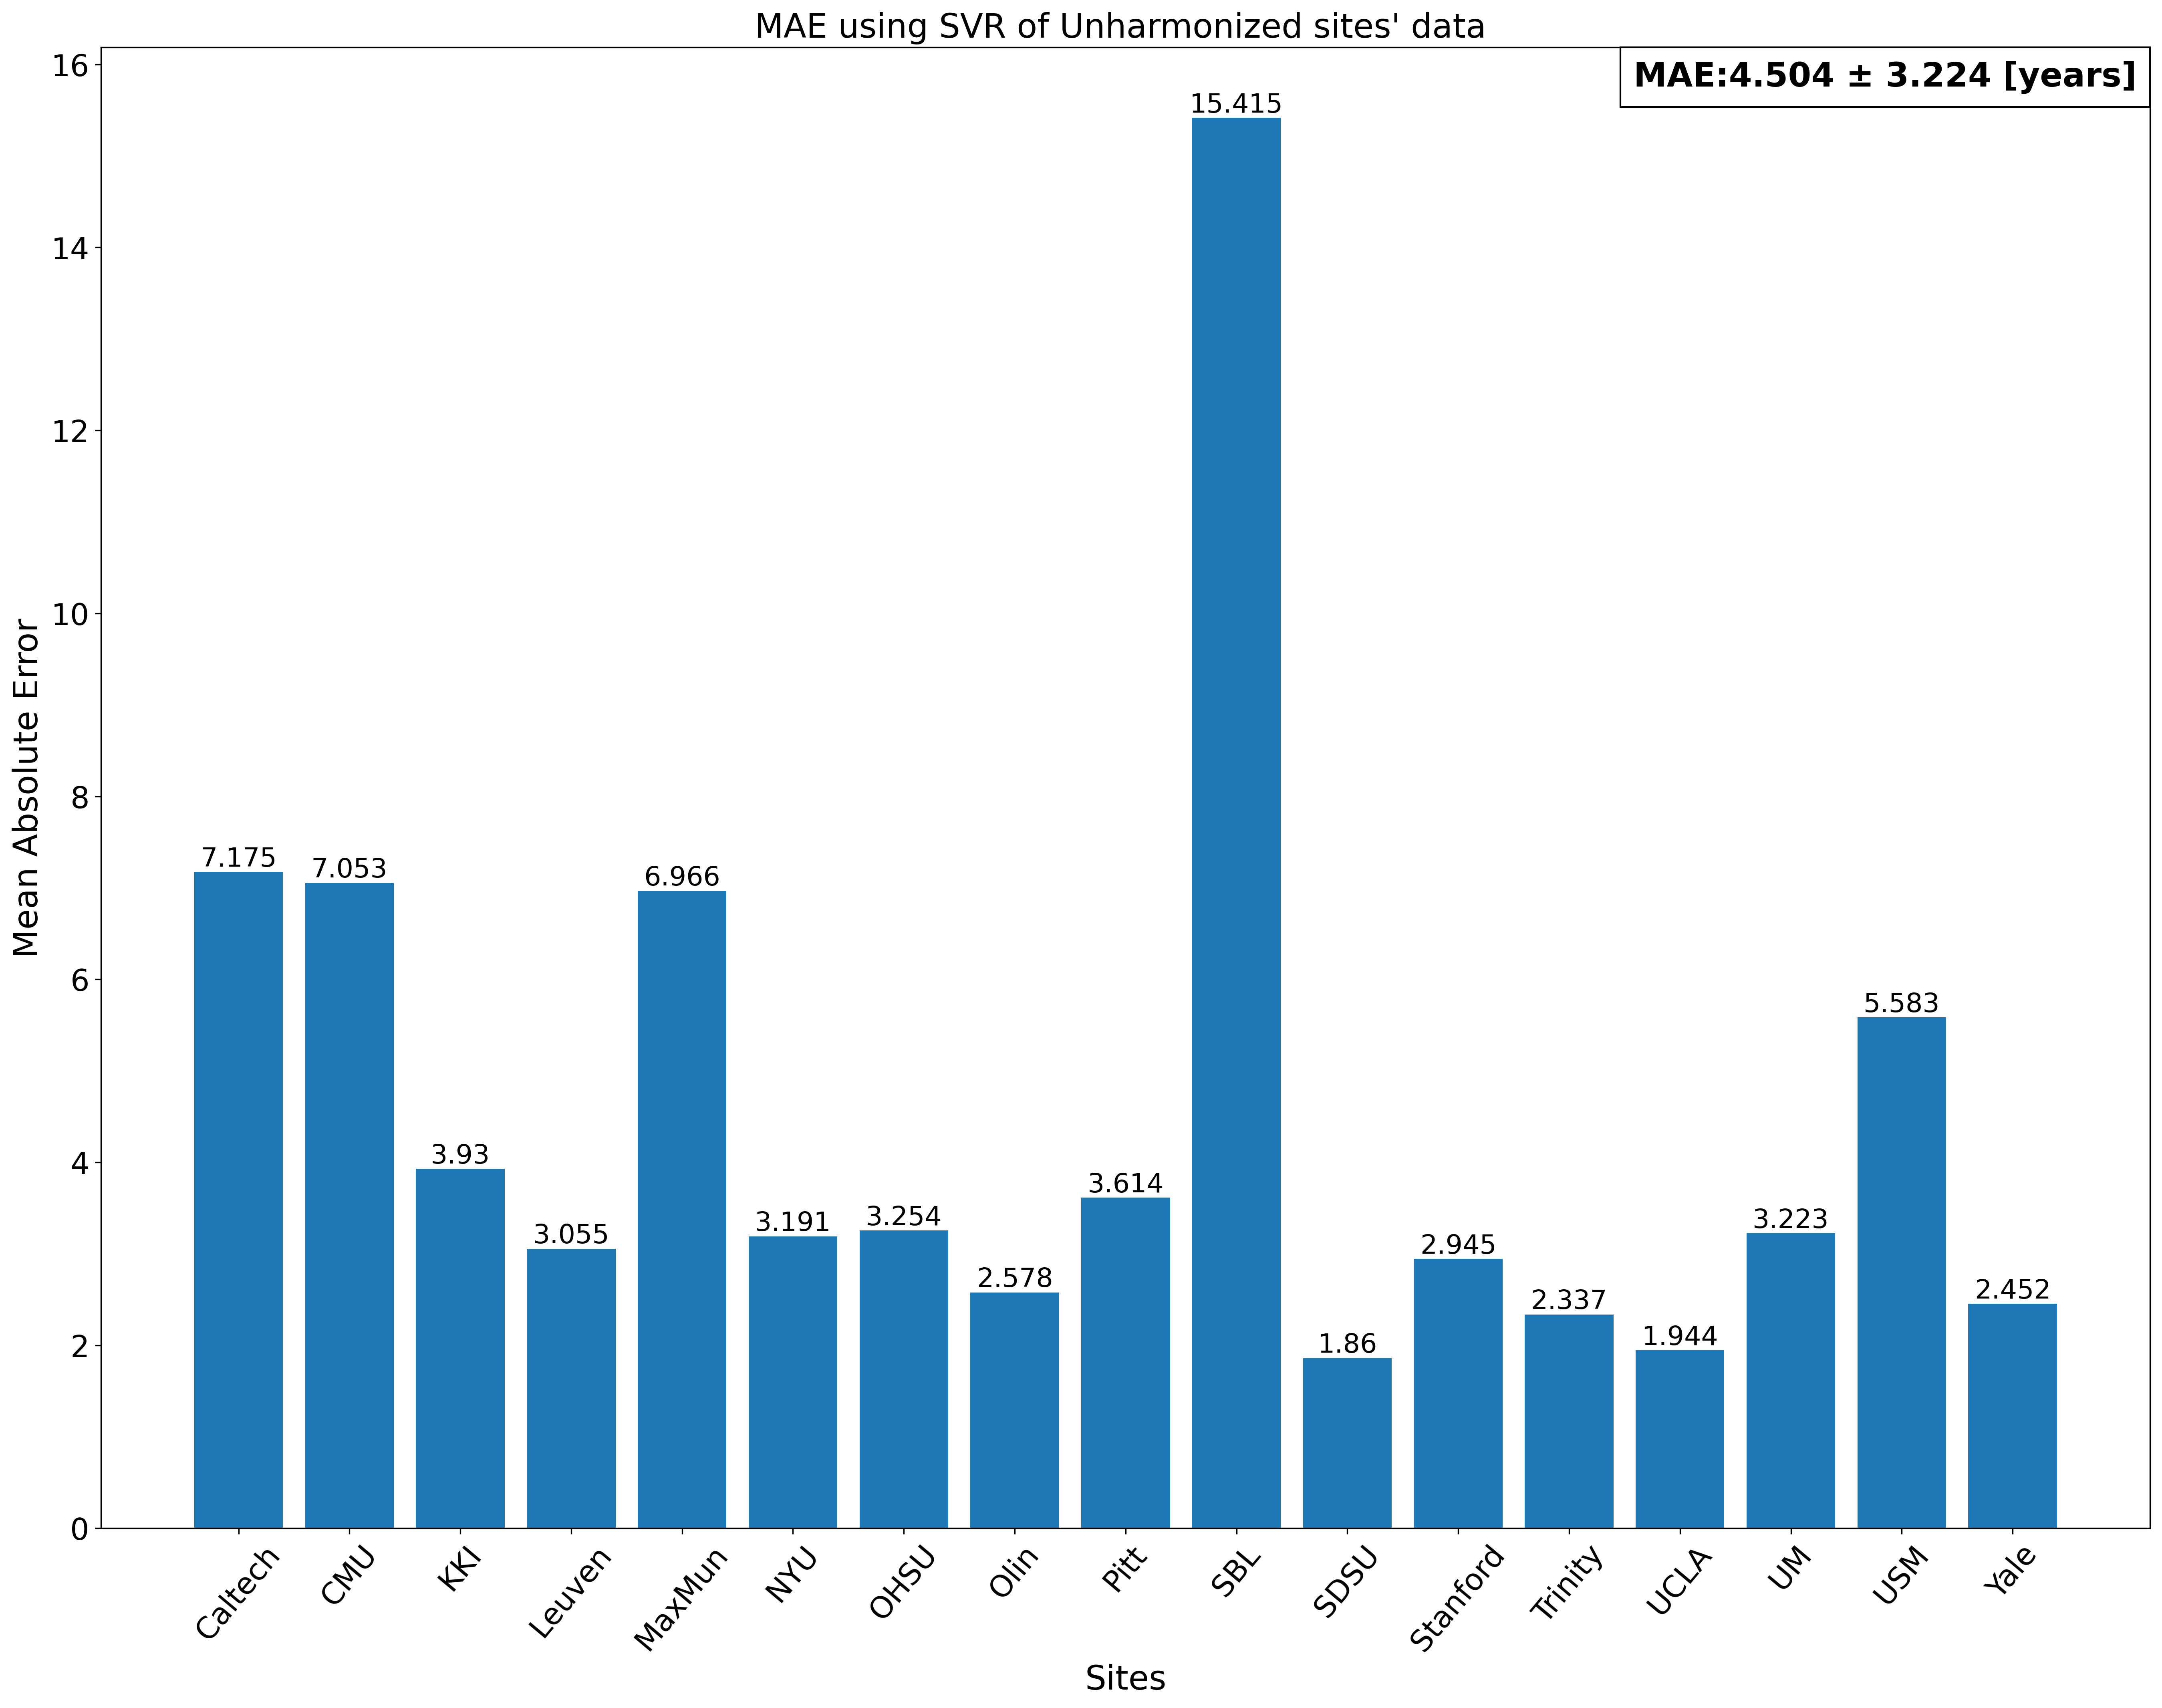 MAE using SVR of Unharmonized sites' data
MAE:4.504 ± 3.224 [years]
Mean Absolute Error
16
14
12
10
8
6
4
2
0
7.175
7.053
3.93
3.055
6.966
3.191
3.254
2.578
3.614
15.415
1.86
2.945
2.337
1.944
3.223
5.583
2.452
Caltech
CMU
KKI
Leuven
MaxMun
NYU
OHSU
Olin
Pitt
SBL
SDSU
Stanford
Trinity
UCLA
UM
USM
Yale
Sites